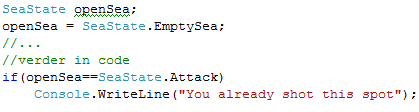 SeaState openSea;
openSea = SeaState.EmptySea;
//...
//verder in code
if(openSea==SeaState.Attack)
    Console.WriteLine("You already shot this spot");